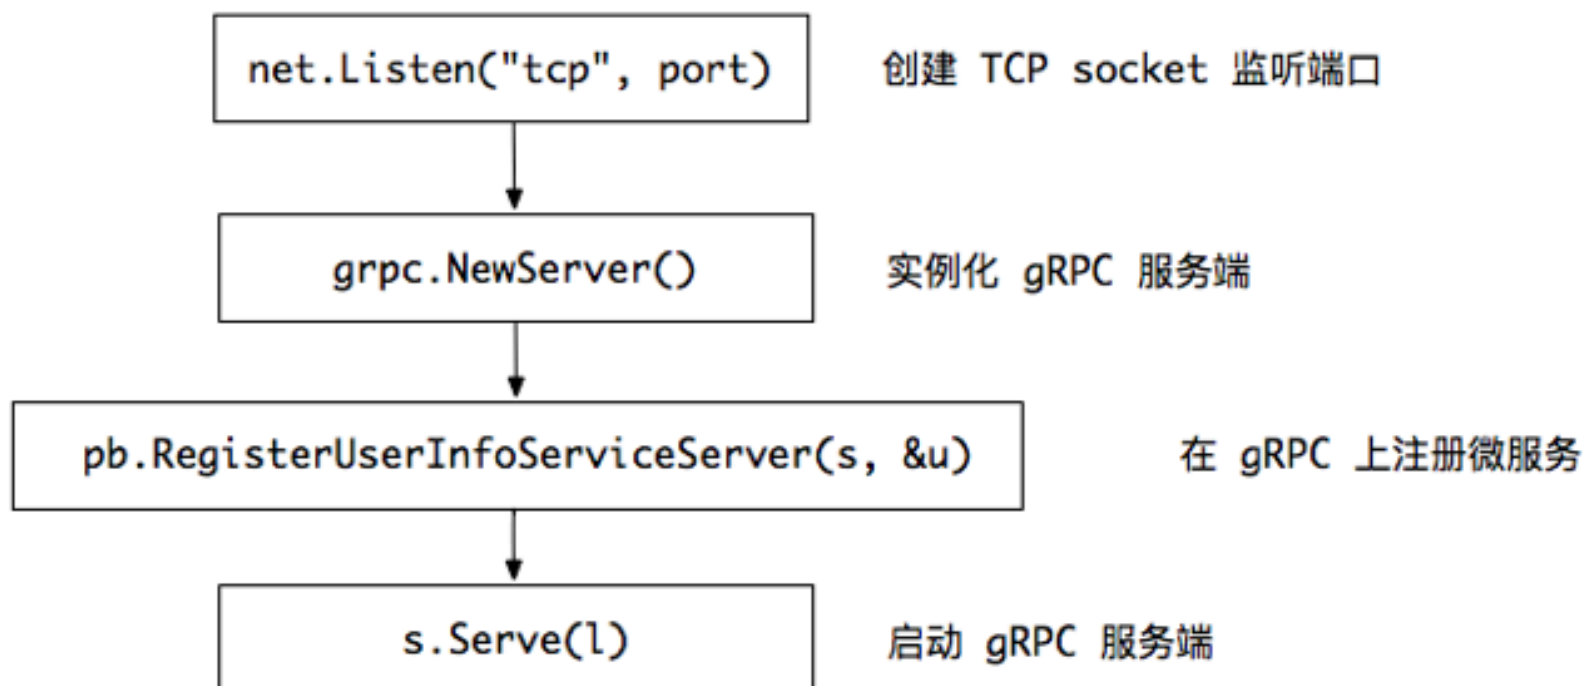 net.Listen("tcp", port) 创建 TCP socket 监听端口
grpc.NewServer() 实例化 gRPC 服务端
pb.RegisterUserInfoServiceServer(s, &u) 在 gRPC 上注册微服务
s.Serve(l) 启动 gRPC 服务端